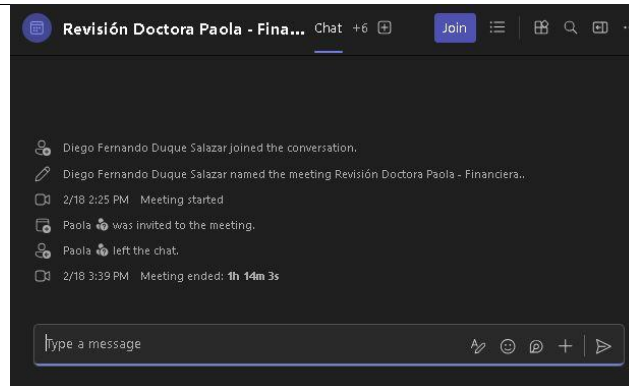 Revisión Doctora Paola - Fina... Chat +6 Join
Diego Fernando Duque Salazar joined the conversation.
Diego Fernando Duque Salazar named the meeting Revisión Doctora Paola - Financiera..
2/18 2:25 PM Meeting started
Paola was invited to the meeting.
Paola left the chat.
2/18 3:39 PM Meeting ended: 1h 14m 3s
Type a message